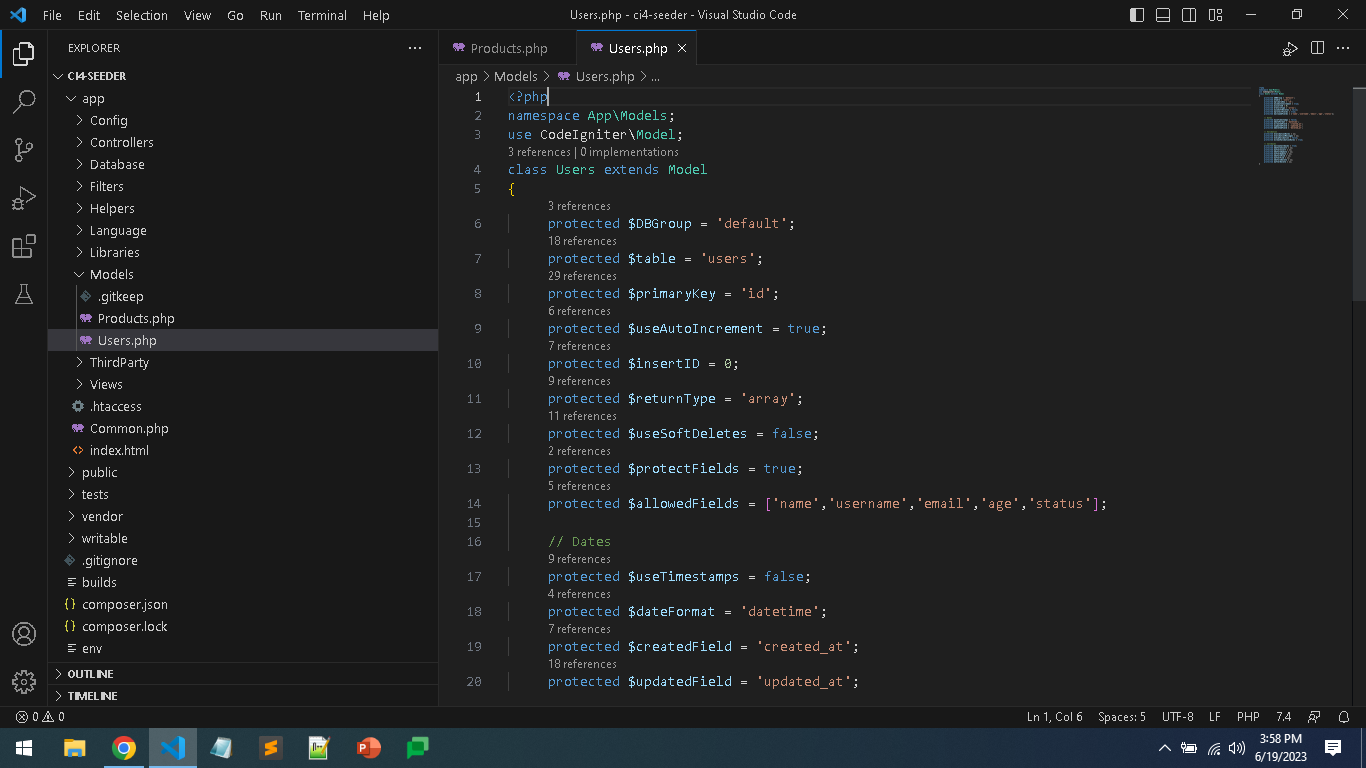 File Edit Selection View Go Run Terminal Help
Users.php - ci4-seeder - Visual Studio Code
EXPLORER
CI4-SEEDER
app
Config
Controllers
Database
Filters
Helpers
Language
Libraries
Models
.gitkeep
Products.php
Users.php
ThirdParty
Views
.htaccess
Common.php
index.html
public
tests
vendor
writable
.gitignore
builds
composer.json
composer.lock
env
OUTLINE
TIMELINE
Products.php Users.php
app > Models > Users.php > ...
1 <?php
2 namespace App\Models;
3 use CodeIgniter\Model;
3 references | 0 implementations
4 class Users extends Model
5 {
3 references
6 protected $DBGroup = 'default';
18 references
7 protected $table = 'users';
29 references
8 protected $primaryKey = 'id';
6 references
9 protected $useAutoIncrement = true;
7 references
10 protected $insertID = 0;
9 references
11 protected $returnType = 'array';
11 references
12 protected $useSoftDeletes = false;
2 references
13 protected $protectFields = true;
5 references
14 protected $allowedFields = ['name','username','email','age','status'];
15
16 // Dates
9 references
17 protected $useTimestamps = false;
4 references
18 protected $dateFormat = 'datetime';
7 references
19 protected $createdField = 'created_at';
18 references
20 protected $updatedField = 'updated_at';
0 0
Ln 1, Col 6 Spaces: 5 UTF-8 LF PHP 7.4
3:58 PM
6/19/2023